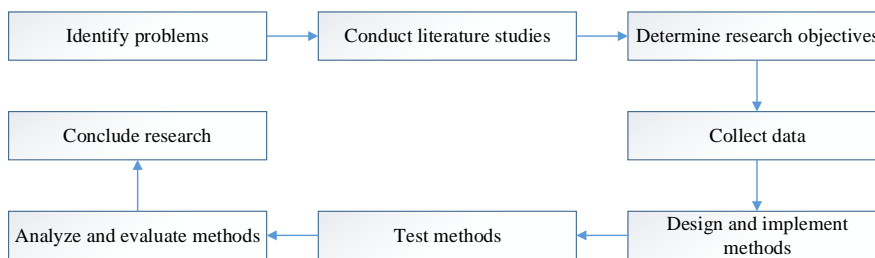 Identify problems
Conduct literature studies
Determine research objectives
Conclude research
Collect data
Analyze and evaluate methods
Test methods
Design and implement
methods